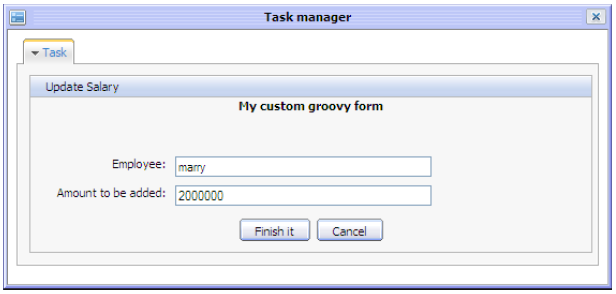 Task manager
Task
Update Salary
My custom groovy form
Employee: marry
Amount to be added: 2000000
Finish it Cancel